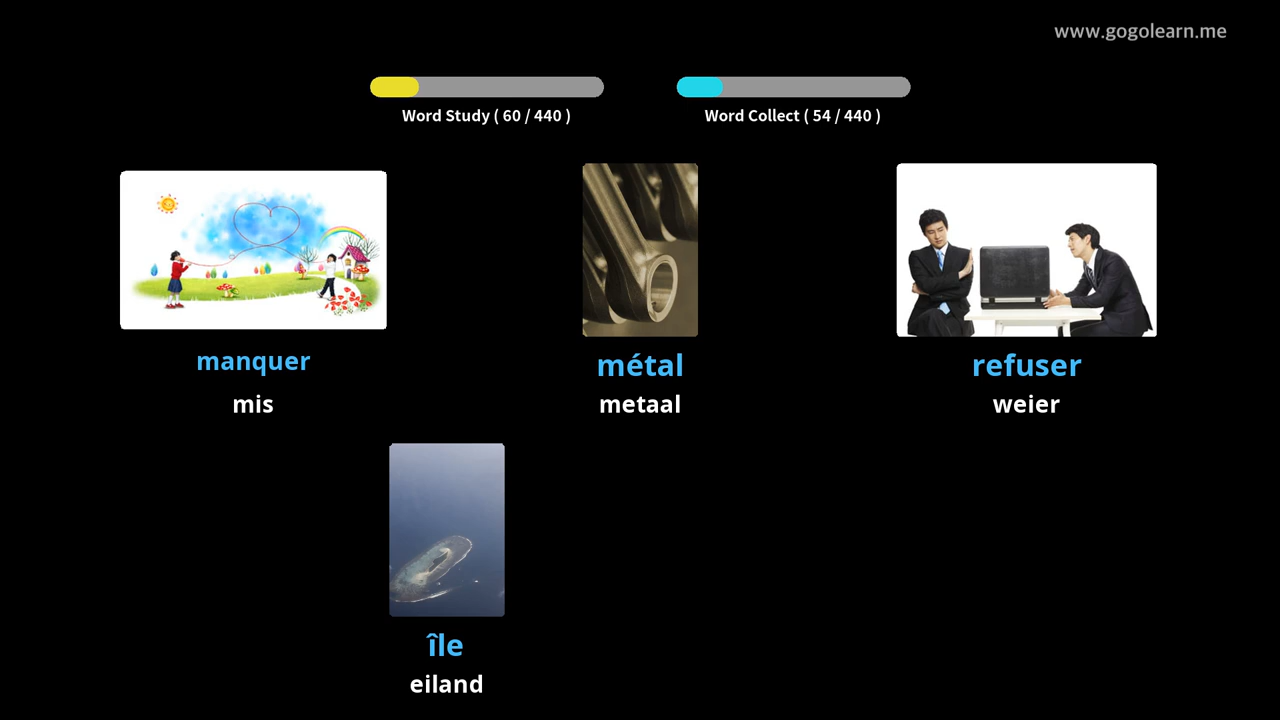 www.gogolearn.me
Word Study ( 60 / 440 )
Word Collect ( 54 / 440 )
manquer
mis
métal
metaal
refuser
weier
île
eiland